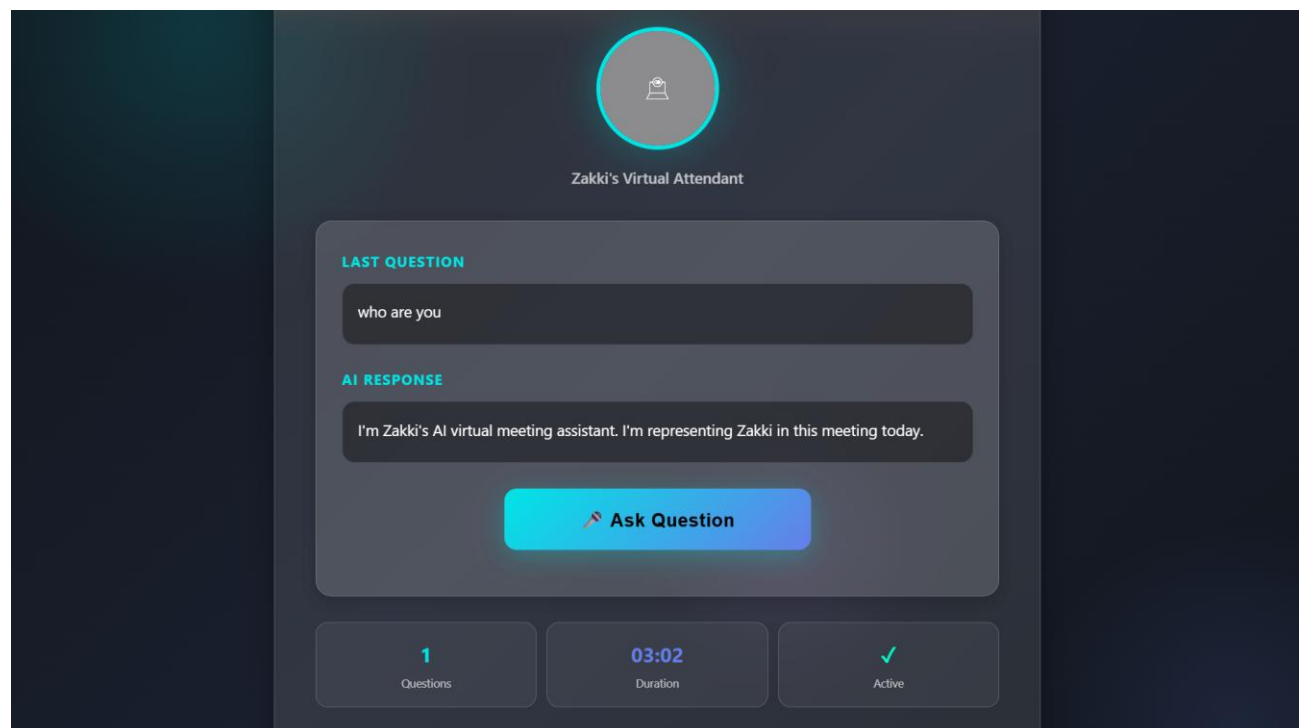 Zakki's Virtual Attendant
LAST QUESTION
who are you
AI RESPONSE
I'm Zakki's AI virtual meeting assistant. I'm representing Zakki in this meeting today.
🎤 Ask Question
1
Questions
03:02
Duration
✓
Active